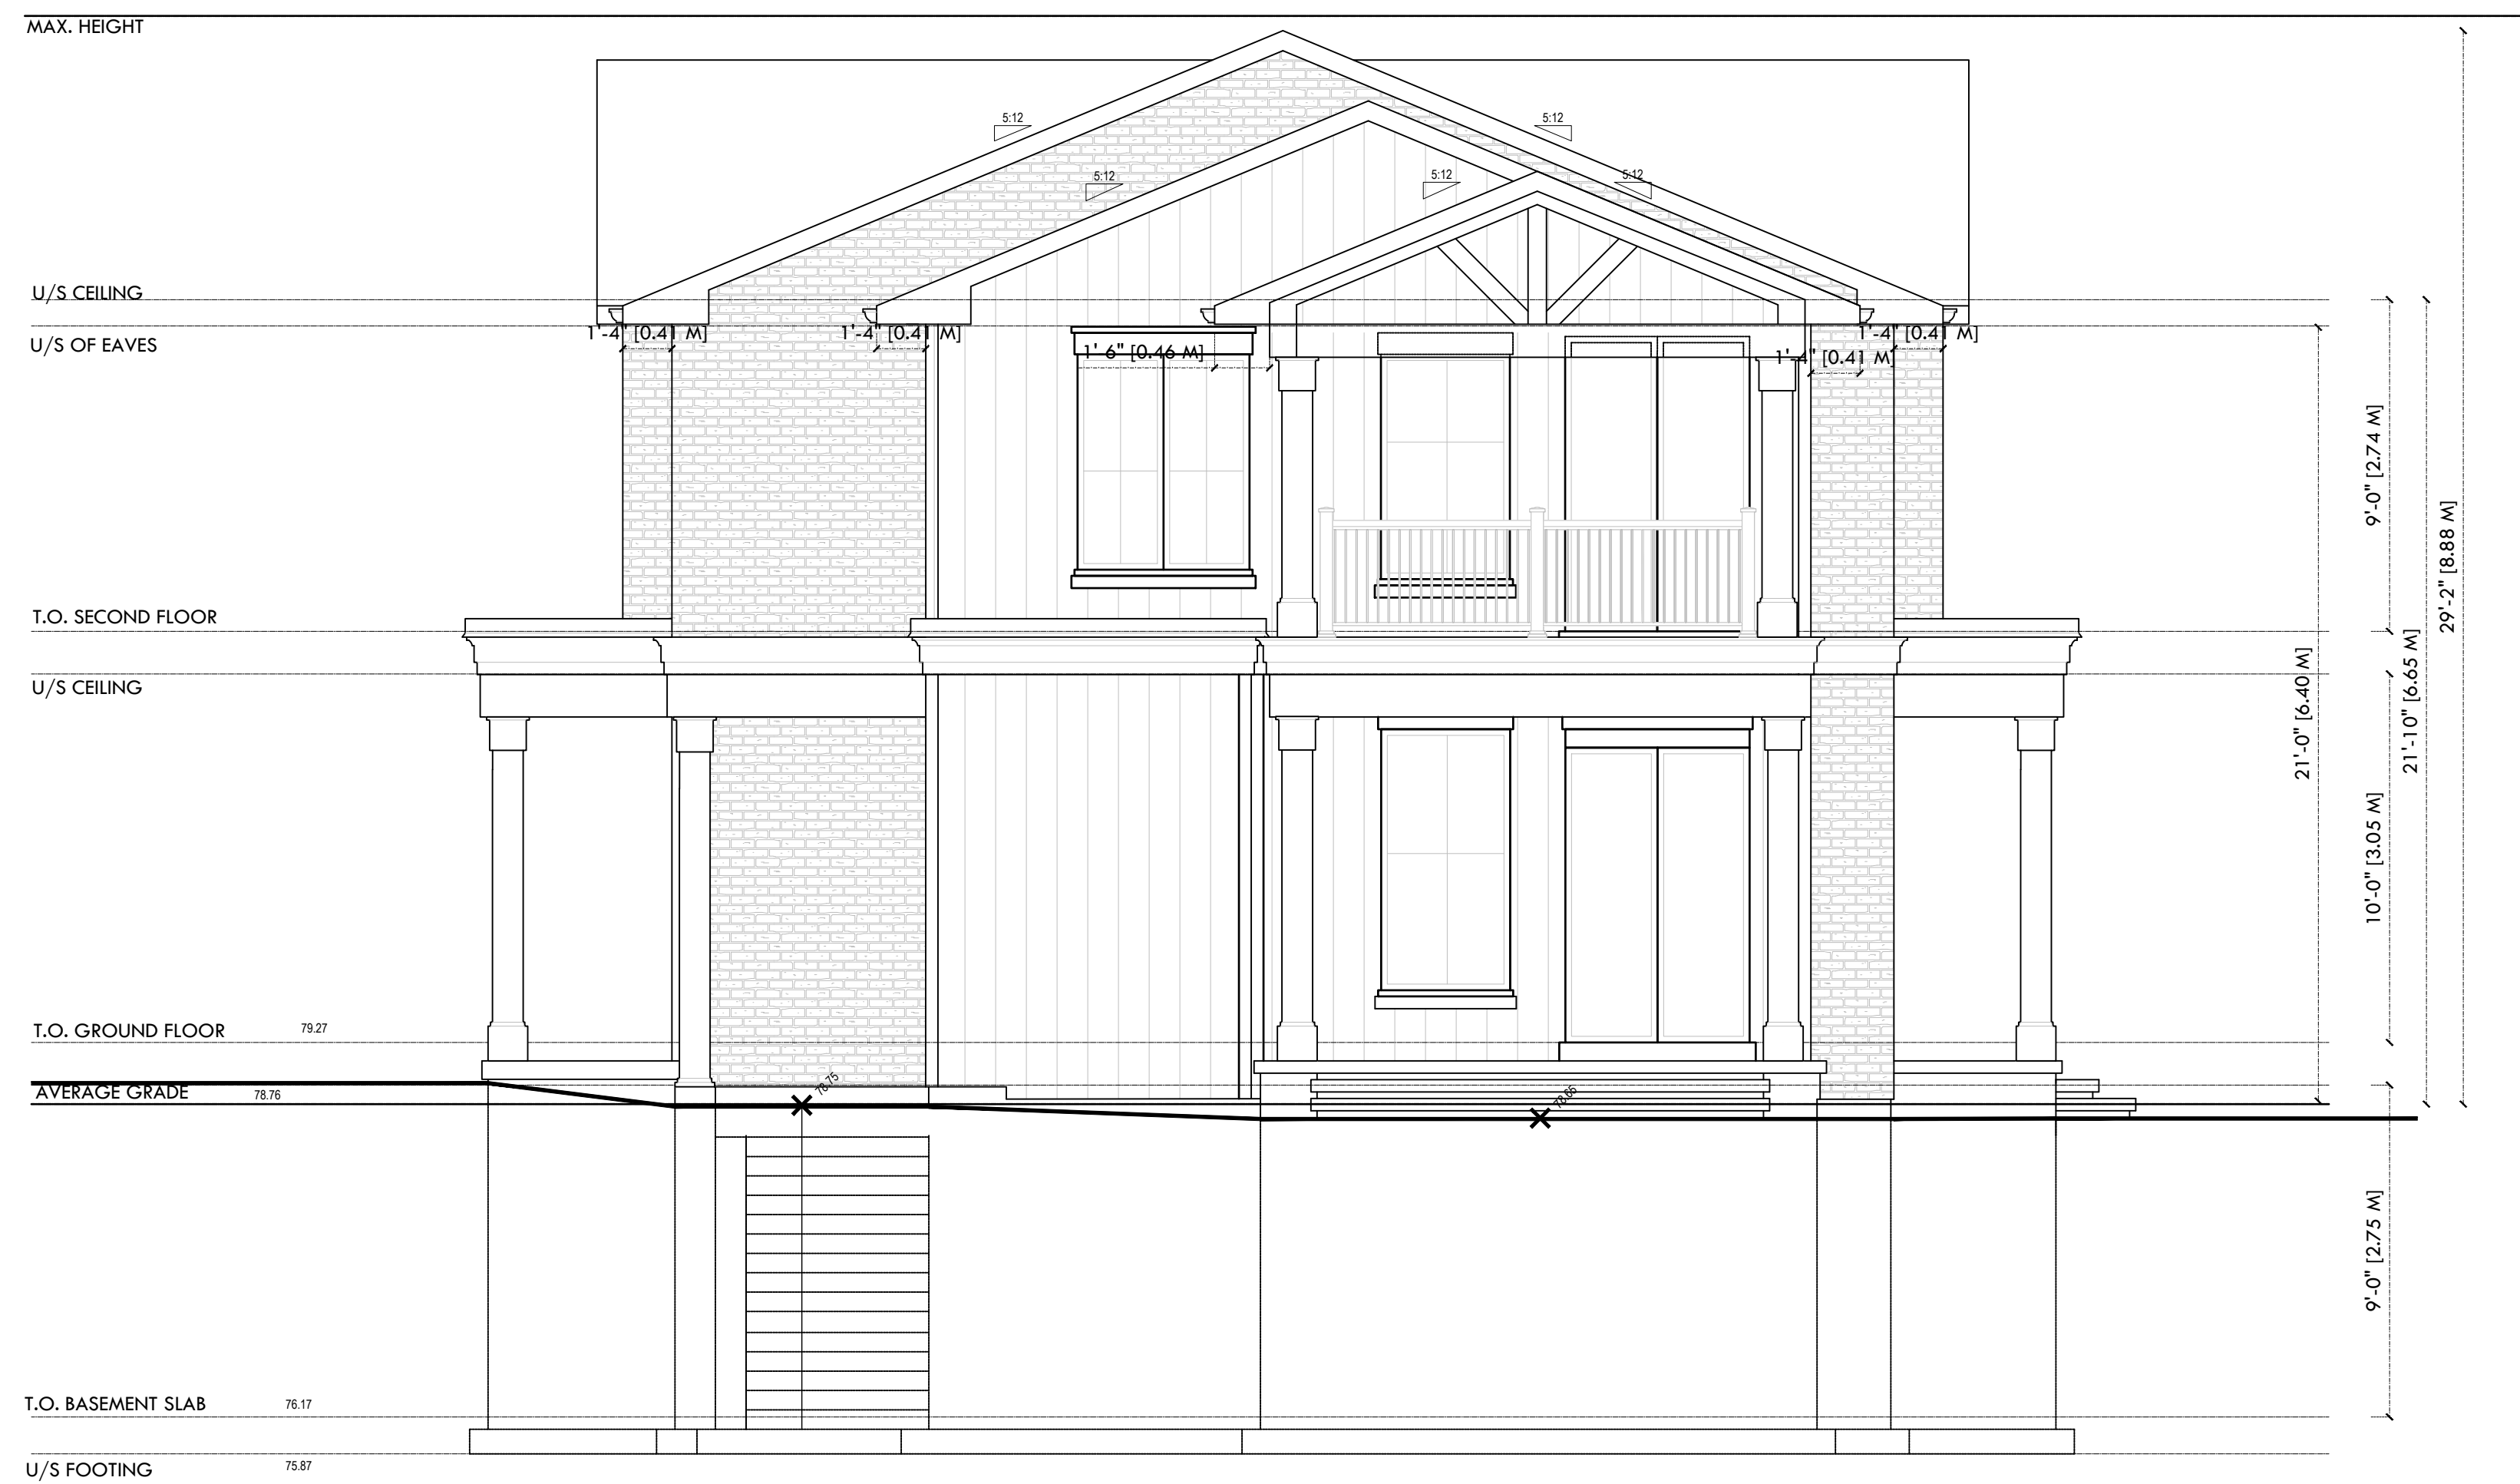 MAX. HEIGHT
5:12
5:12
5:12
5:12
5:12
U/S CEILING
U/S OF EAVES
1'-4" [0.41 M]
1'-4" [0.41 M]
1'-6" [0.46 M]
1'-4" [0.41 M]
1'-4" [0.41 M]
9'-0" [2.74 M]
29'-2" [8.88 M]
T.O. SECOND FLOOR
21'-0" [6.40 M]
21'-10" [6.65 M]
U/S CEILING
10'-0" [3.05 M]
T.O. GROUND FLOOR 79.27
AVERAGE GRADE 78.76
78.75
78.65
9'-0" [2.75 M]
T.O. BASEMENT SLAB 76.17
U/S FOOTING 75.87